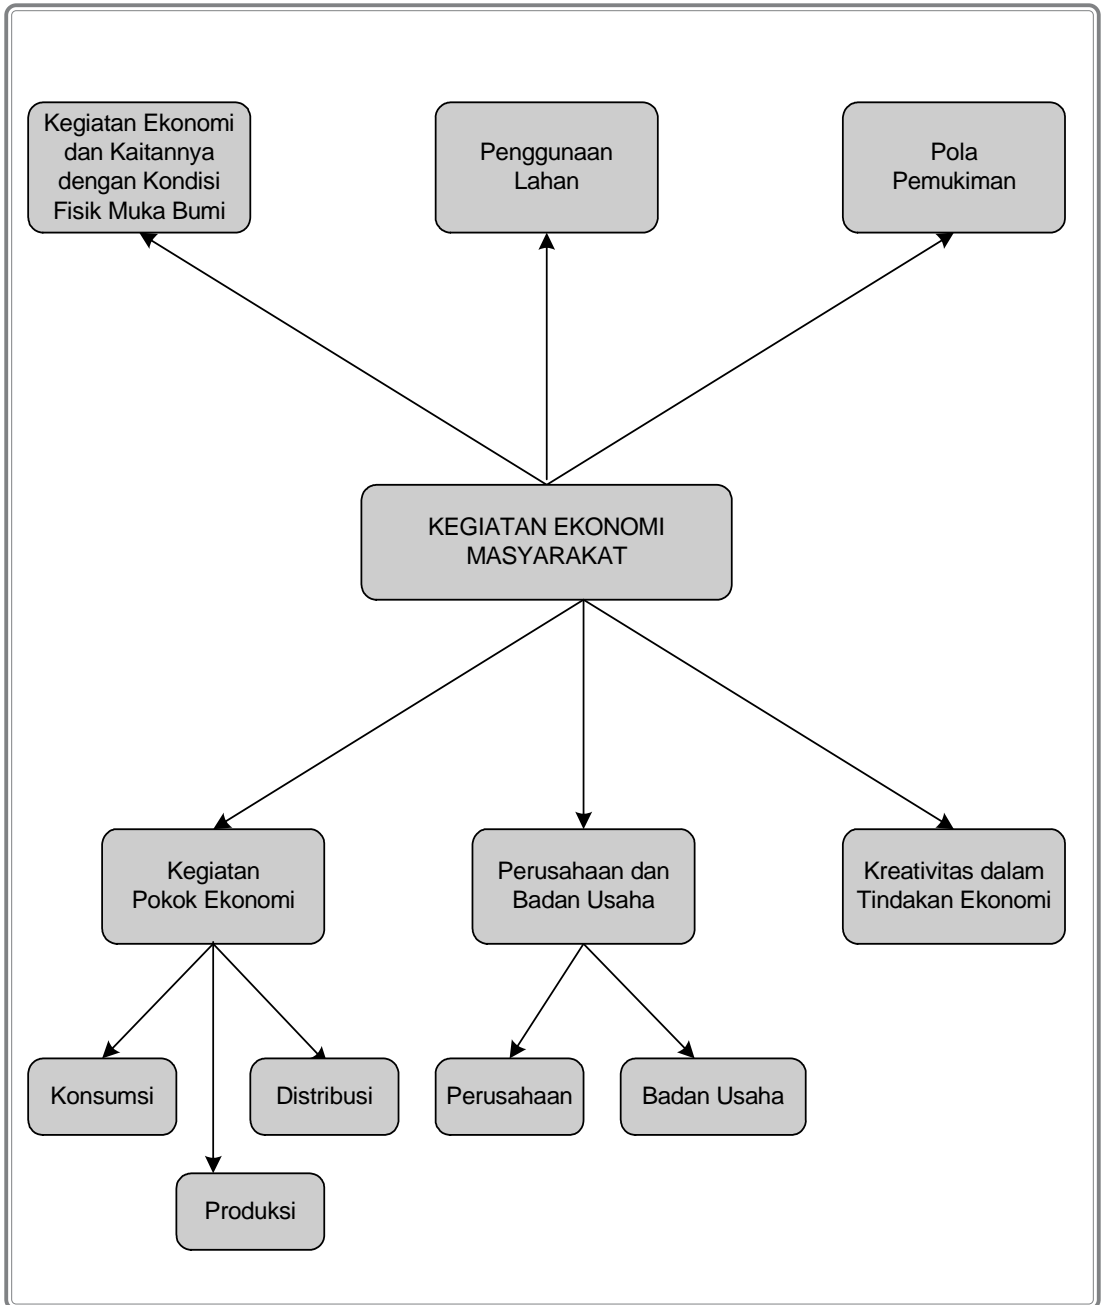 Kegiatan Ekonomi
dan Kaitannya
dengan Kondisi
Fisik Muka Bumi
Penggunaan
Lahan
Pola
Pemukiman
KEGIATAN EKONOMI
MASYARAKAT
Kegiatan
Pokok Ekonomi
Perusahaan dan
Badan Usaha
Kreativitas dalam
Tindakan Ekonomi
Konsumsi
Distribusi
Perusahaan
Badan Usaha
Produksi